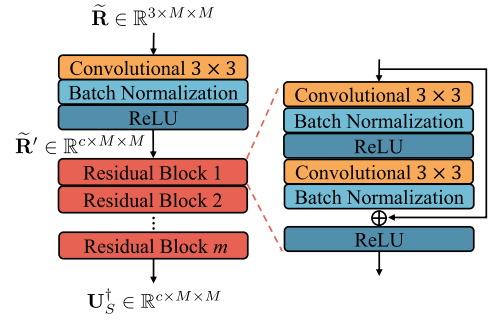 R̃ ∈ ℝ^{3×M×M}
Convolutional 3 × 3
Batch Normalization
ReLU
R̃′ ∈ ℝ^{c×M×M}
Residual Block 1
Residual Block 2
⋮
Residual Block m
U_S^† ∈ ℝ^{c×M×M}
Convolutional 3 × 3
Batch Normalization
ReLU
Convolutional 3 × 3
Batch Normalization
⊕
ReLU